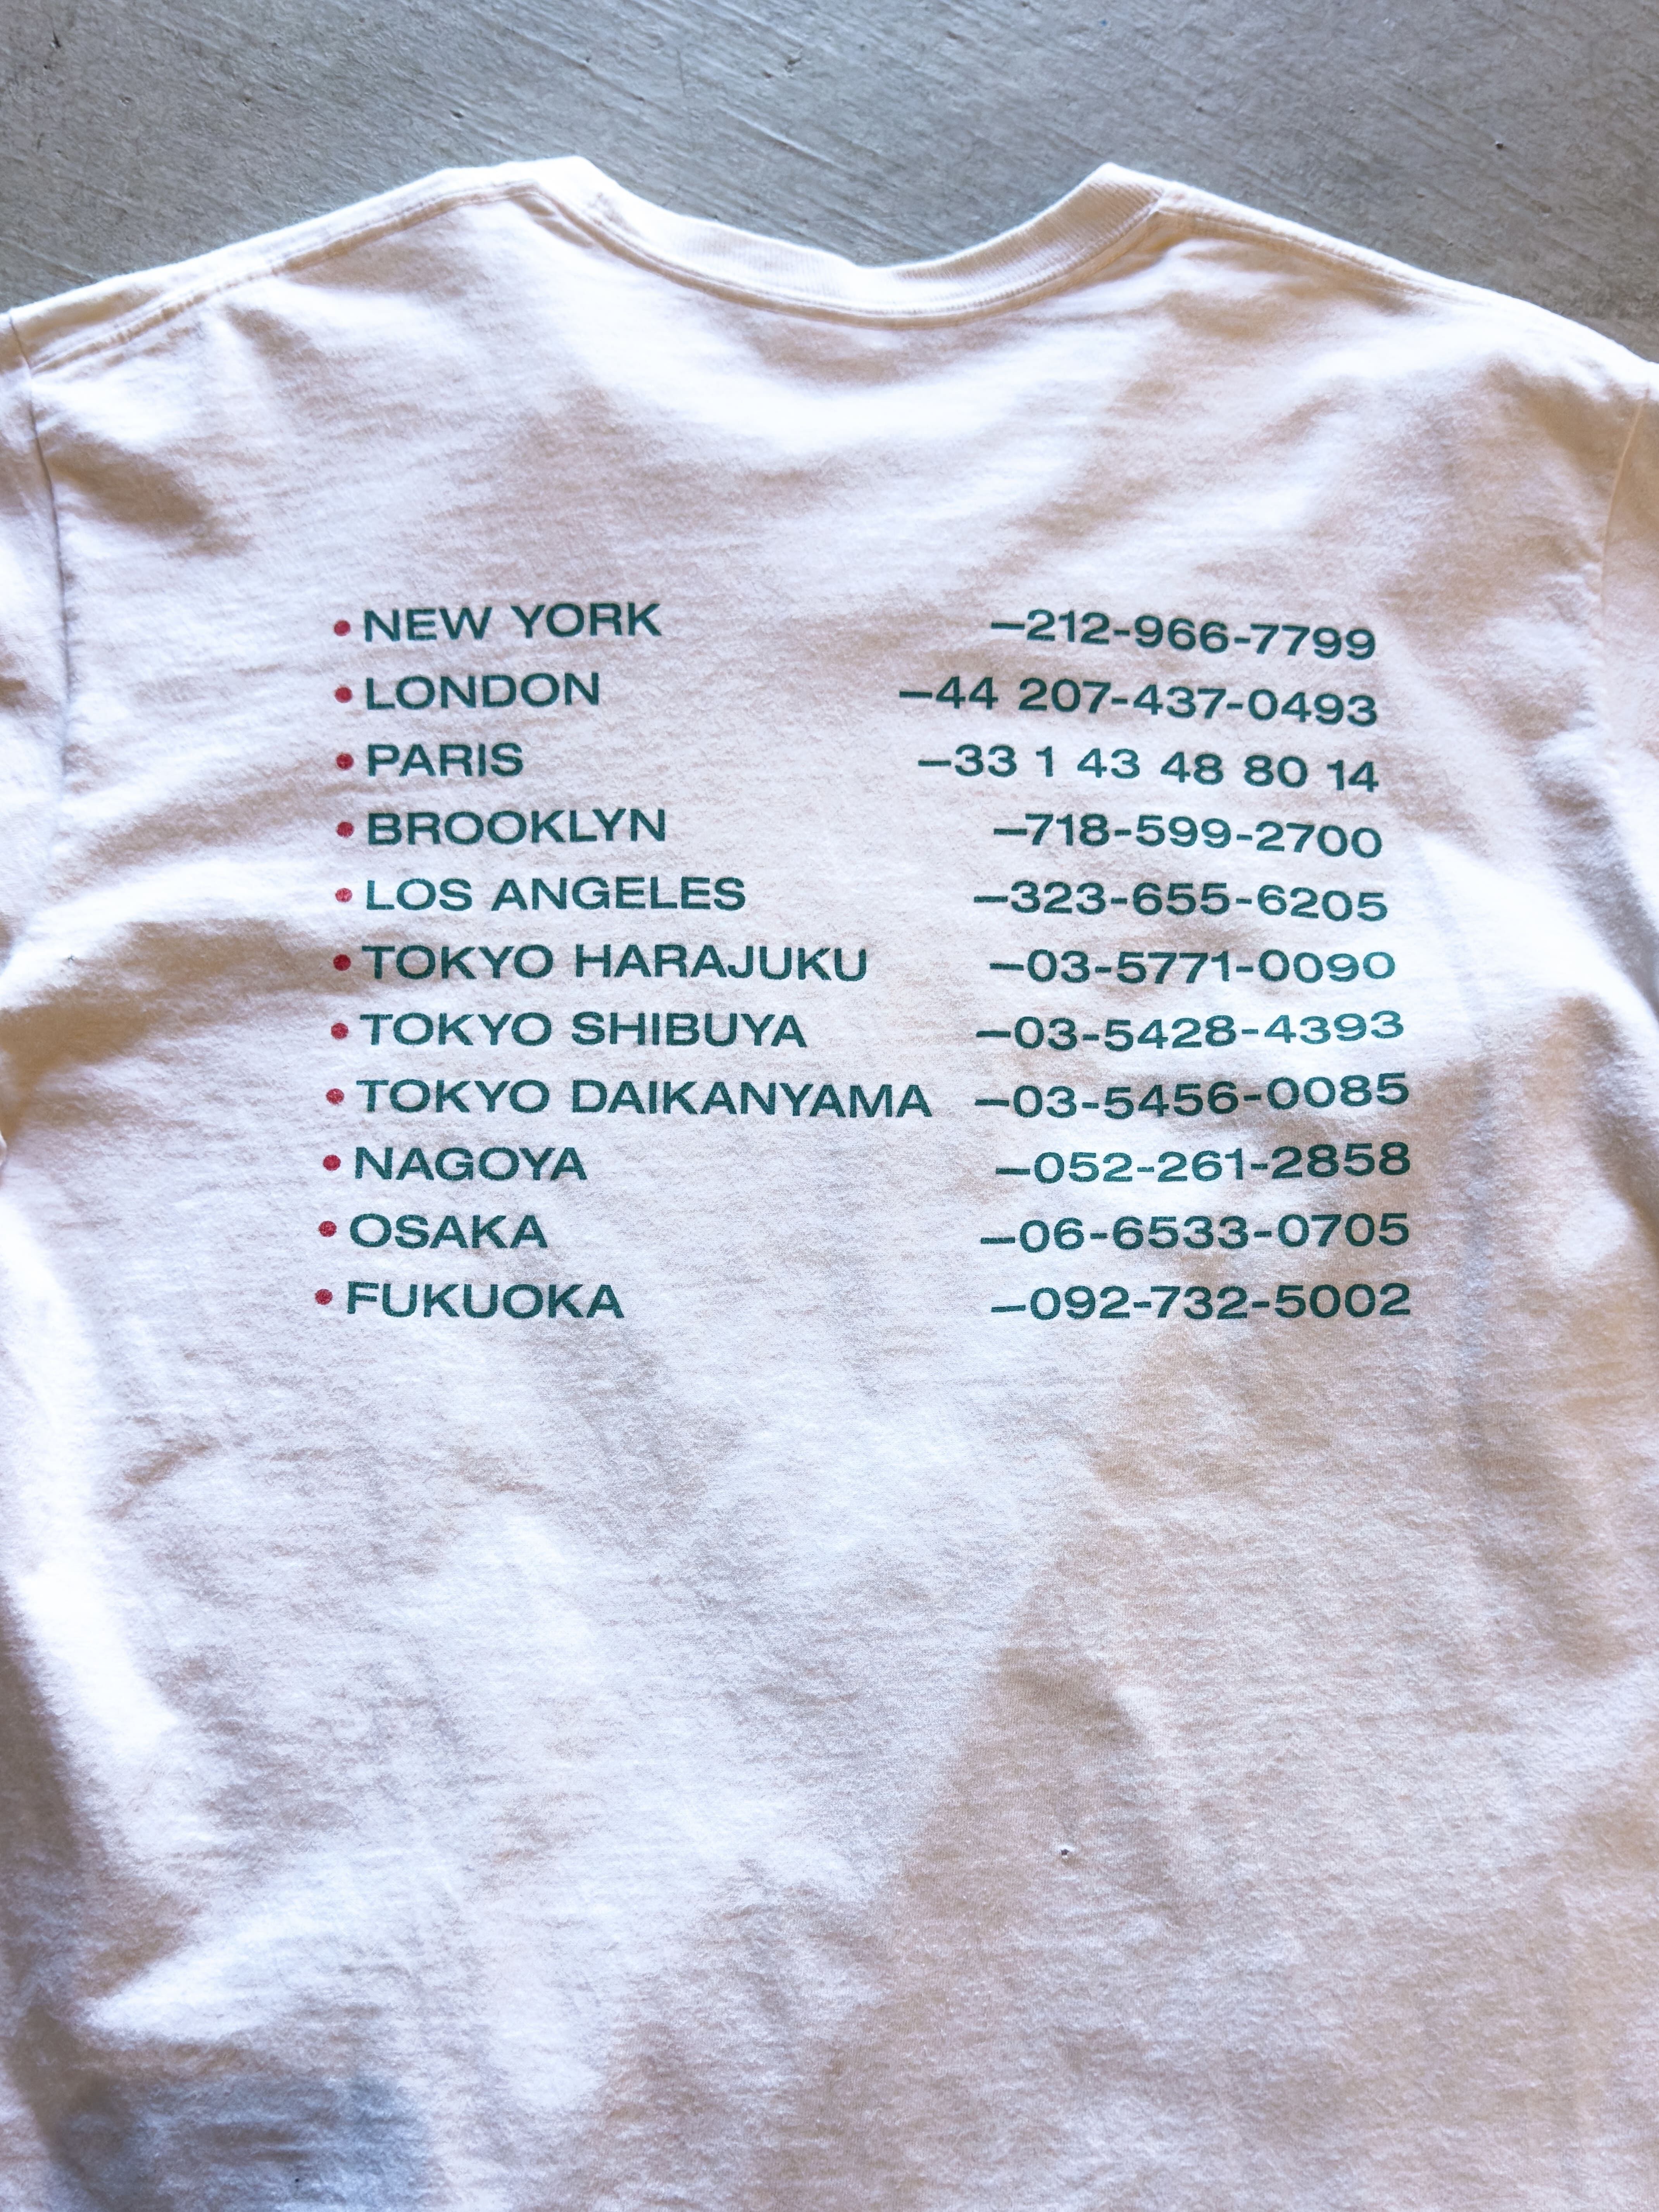 • NEW YORK –212-966-7799
• LONDON –44 207-437-0493
• PARIS –33 1 43 48 80 14
• BROOKLYN –718-599-2700
• LOS ANGELES –323-655-6205
• TOKYO HARAJUKU –03-5771-0090
• TOKYO SHIBUYA –03-5428-4393
• TOKYO DAIKANYAMA –03-5456-0085
• NAGOYA –052-261-2858
• OSAKA –06-6533-0705
• FUKUOKA –092-732-5002